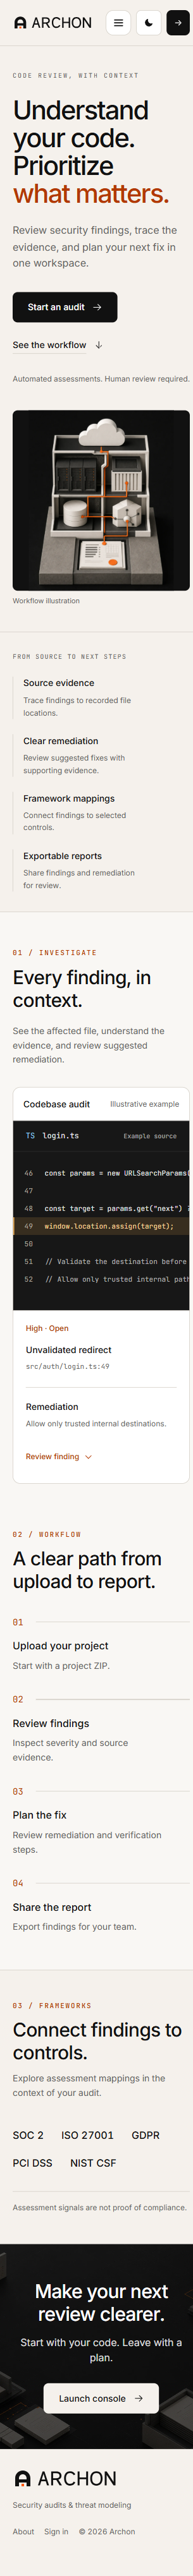 ARCHON
CODE REVIEW, WITH CONTEXT
Understand
your code.
Prioritize
what matters.
Review security findings, trace the
evidence, and plan your next fix in
one workspace.
Start an audit →
See the workflow ↓
Automated assessments. Human review required.
Workflow illustration
FROM SOURCE TO NEXT STEPS
Source evidence
Trace findings to recorded file
locations.
Clear remediation
Review suggested fixes with
supporting evidence.
Framework mappings
Connect findings to selected
controls.
Exportable reports
Share findings and remediation
for review.
01 / INVESTIGATE
Every finding, in
context.
See the affected file, understand the
evidence, and review suggested
remediation.
Codebase audit Illustrative example
TS login.ts Example source
46 const params = new URLSearchParams(
47
48 const target = params.get("next")
49 window.location.assign(target);
50
51 // Validate the destination before
52 // Allow only trusted internal path
High · Open
Unvalidated redirect
src/auth/login.ts:49
Remediation
Allow only trusted internal destinations.
Review finding
02 / WORKFLOW
A clear path from
upload to report.
01
Upload your project
Start with a project ZIP.
02
Review findings
Inspect severity and source
evidence.
03
Plan the fix
Review remediation and verification
steps.
04
Share the report
Export findings for your team.
03 / FRAMEWORKS
Connect findings to
controls.
Explore assessment mappings in the
context of your audit.
SOC 2 ISO 27001 GDPR
PCI DSS NIST CSF
Assessment signals are not proof of compliance.
Make your next
review clearer.
Start with your code. Leave with a
plan.
Launch console →
ARCHON
Security audits & threat modeling
About Sign in © 2026 Archon